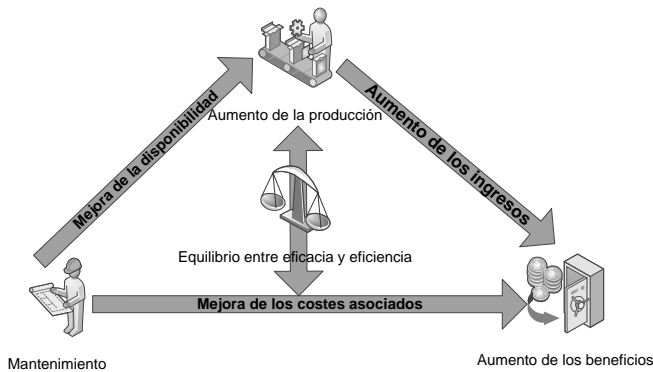 Aumento de la producción
Mejora de la disponibilidad
Aumento de los ingresos
Equilibrio entre eficacia y eficiencia
Mejora de los costes asociados
Mantenimiento
Aumento de los beneficios